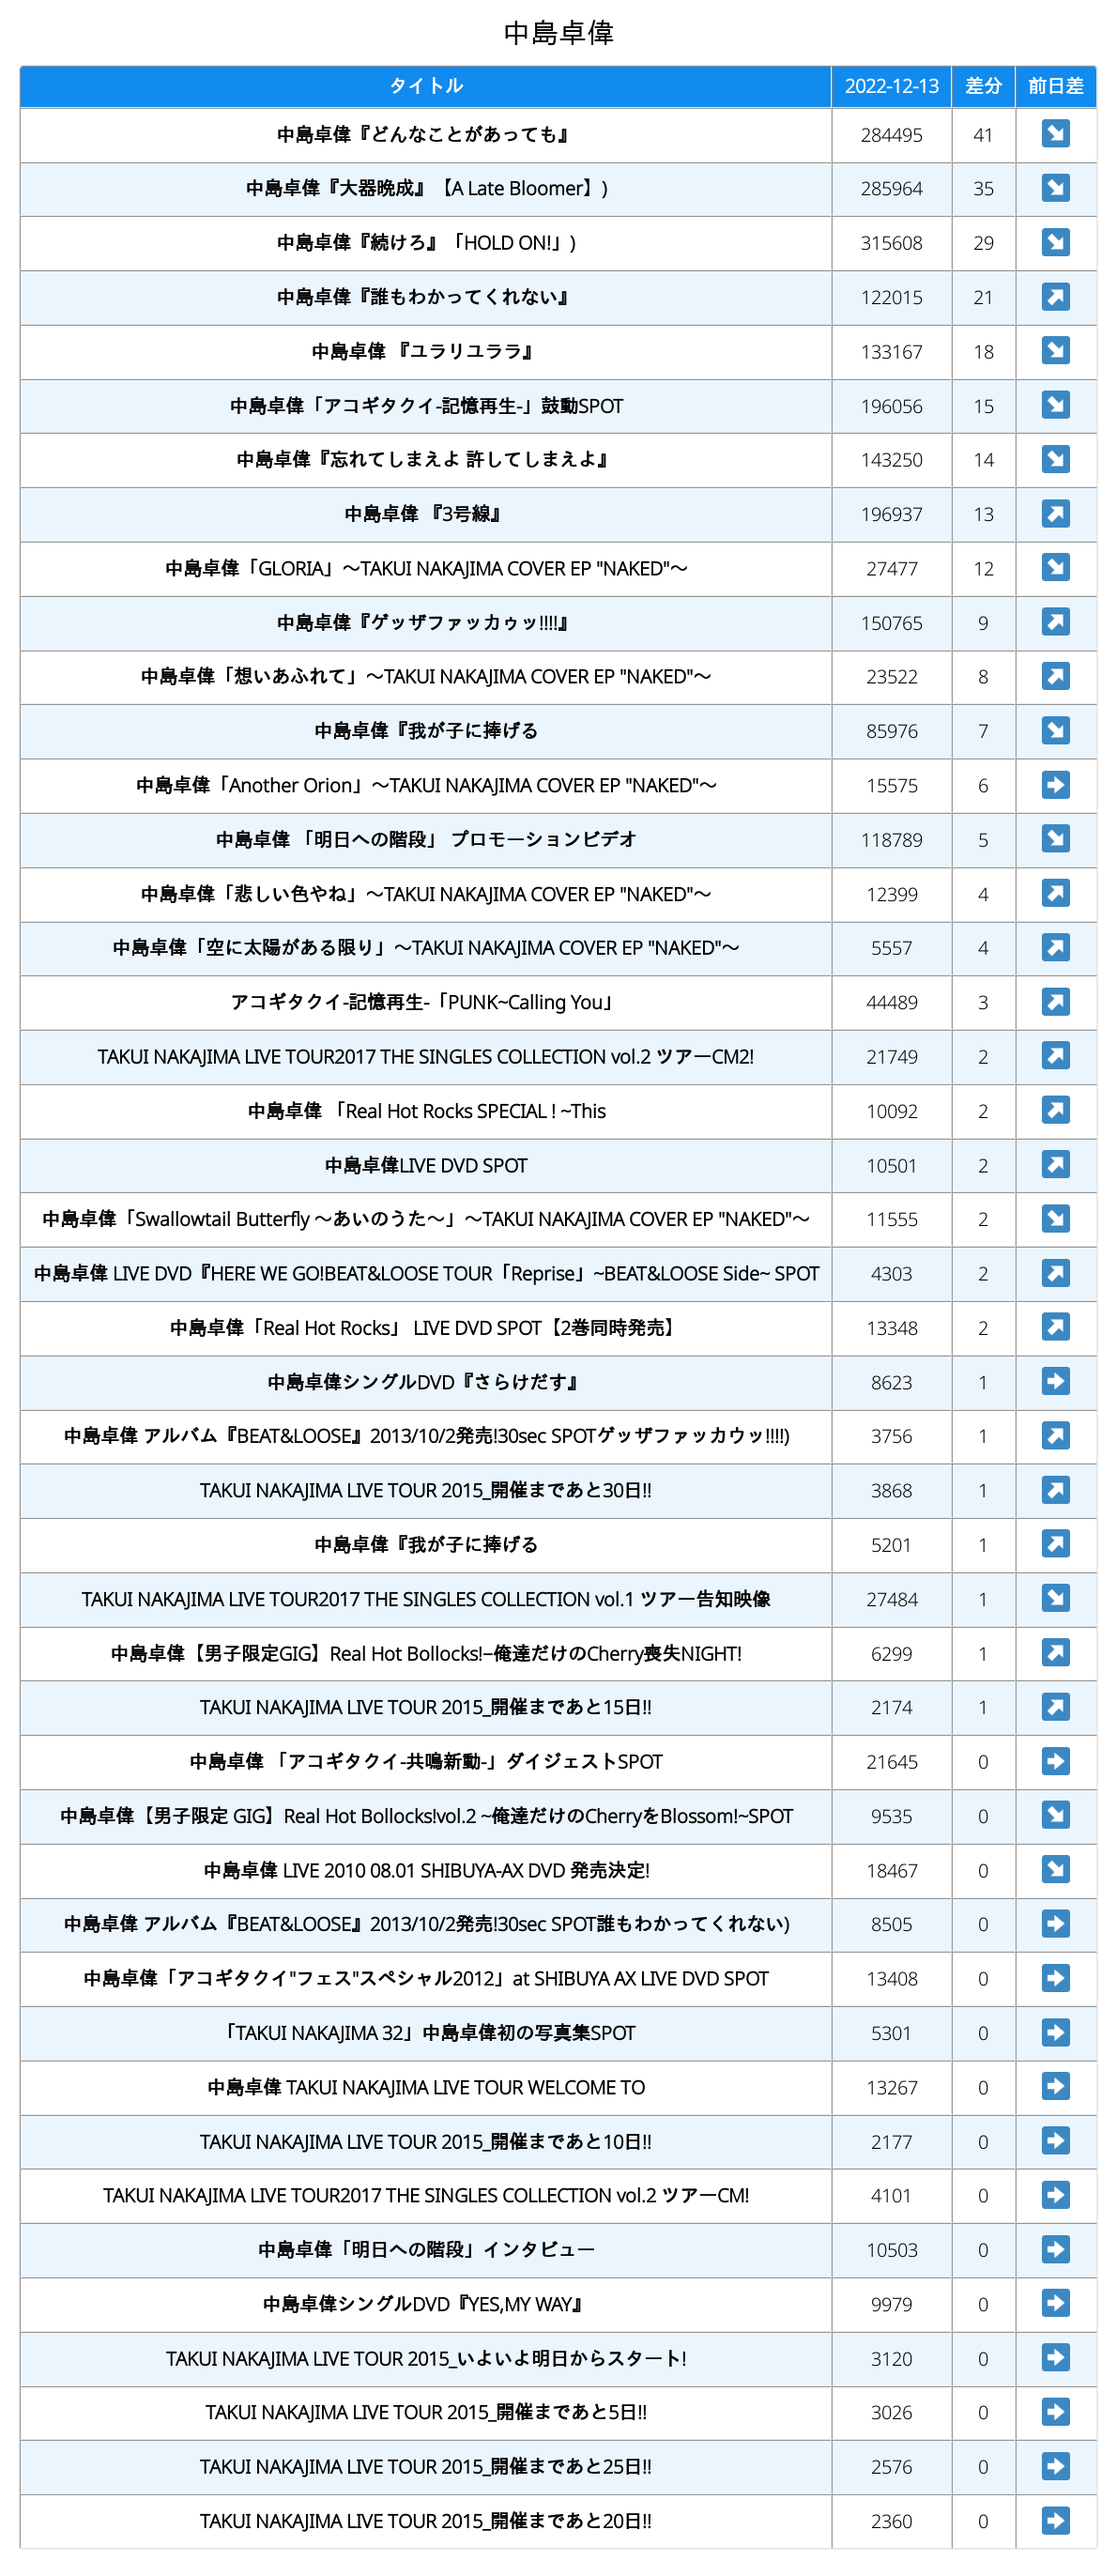 中島卓偉
タイトル 2022-12-13 差分 前日差
中島卓偉『どんなことがあっても』 284495 41 ↘
中島卓偉『大器晩成』【A Late Bloomer】) 285964 35 ↘
中島卓偉『続けろ』「HOLD ON!」) 315608 29 ↘
中島卓偉『誰もわかってくれない』 122015 21 ↗
中島卓偉 『ユラリユララ』 133167 18 ↘
中島卓偉「アコギタクイ-記憶再生-」鼓動SPOT 196056 15 ↘
中島卓偉『忘れてしまえよ 許してしまえよ』 143250 14 ↘
中島卓偉 『3号線』 196937 13 ↗
中島卓偉「GLORIA」〜TAKUI NAKAJIMA COVER EP "NAKED"〜 27477 12 ↘
中島卓偉『ゲッザファッカゥッ!!!!』 150765 9 ↗
中島卓偉「想いあふれて」〜TAKUI NAKAJIMA COVER EP "NAKED"〜 23522 8 ↗
中島卓偉『我が子に捧げる 85976 7 ↘
中島卓偉「Another Orion」〜TAKUI NAKAJIMA COVER EP "NAKED"〜 15575 6 ➡
中島卓偉 「明日への階段」 プロモーションビデオ 118789 5 ↘
中島卓偉「悲しい色やね」〜TAKUI NAKAJIMA COVER EP "NAKED"〜 12399 4 ↗
中島卓偉「空に太陽がある限り」〜TAKUI NAKAJIMA COVER EP "NAKED"〜 5557 4 ↗
アコギタクイ-記憶再生-「PUNK~Calling You」 44489 3 ↗
TAKUI NAKAJIMA LIVE TOUR2017 THE SINGLES COLLECTION vol.2 ツアーCM2! 21749 2 ↗
中島卓偉 「Real Hot Rocks SPECIAL ! ~This 10092 2 ↗
中島卓偉LIVE DVD SPOT 10501 2 ↗
中島卓偉「Swallowtail Butterfly 〜あいのうた〜」〜TAKUI NAKAJIMA COVER EP "NAKED"〜 11555 2 ↘
中島卓偉 LIVE DVD『HERE WE GO!BEAT&LOOSE TOUR「Reprise」~BEAT&LOOSE Side~ SPOT 4303 2 ↗
中島卓偉「Real Hot Rocks」 LIVE DVD SPOT【2巻同時発売】 13348 2 ↗
中島卓偉シングルDVD『さらけだす』 8623 1 ➡
中島卓偉 アルバム『BEAT&LOOSE』2013/10/2発売!30sec SPOTゲッザファッカウッ!!!!) 3756 1 ↗
TAKUI NAKAJIMA LIVE TOUR 2015_開催まであと30日!! 3868 1 ↗
中島卓偉『我が子に捧げる 5201 1 ↗
TAKUI NAKAJIMA LIVE TOUR2017 THE SINGLES COLLECTION vol.1 ツアー告知映像 27484 1 ↘
中島卓偉【男子限定GIG】Real Hot Bollocks!−俺達だけのCherry喪失NIGHT! 6299 1 ↗
TAKUI NAKAJIMA LIVE TOUR 2015_開催まであと15日!! 2174 1 ↗
中島卓偉 「アコギタクイ-共鳴新動-」ダイジェストSPOT 21645 0 ➡
中島卓偉【男子限定 GIG】Real Hot Bollocks!vol.2 ~俺達だけのCherryをBlossom!~SPOT 9535 0 ↘
中島卓偉 LIVE 2010 08.01 SHIBUYA-AX DVD 発売決定! 18467 0 ↘
中島卓偉 アルバム『BEAT&LOOSE』2013/10/2発売!30sec SPOT誰もわかってくれない) 8505 0 ➡
中島卓偉「アコギタクイ"フェス"スペシャル2012」at SHIBUYA AX LIVE DVD SPOT 13408 0 ➡
「TAKUI NAKAJIMA 32」中島卓偉初の写真集SPOT 5301 0 ➡
中島卓偉 TAKUI NAKAJIMA LIVE TOUR WELCOME TO 13267 0 ➡
TAKUI NAKAJIMA LIVE TOUR 2015_開催まであと10日!! 2177 0 ➡
TAKUI NAKAJIMA LIVE TOUR2017 THE SINGLES COLLECTION vol.2 ツアーCM! 4101 0 ➡
中島卓偉「明日への階段」インタビュー 10503 0 ➡
中島卓偉シングルDVD『YES,MY WAY』 9979 0 ➡
TAKUI NAKAJIMA LIVE TOUR 2015_いよいよ明日からスタート! 3120 0 ➡
TAKUI NAKAJIMA LIVE TOUR 2015_開催まであと5日!! 3026 0 ➡
TAKUI NAKAJIMA LIVE TOUR 2015_開催まであと25日!! 2576 0 ➡
TAKUI NAKAJIMA LIVE TOUR 2015_開催まであと20日!! 2360 0 ➡